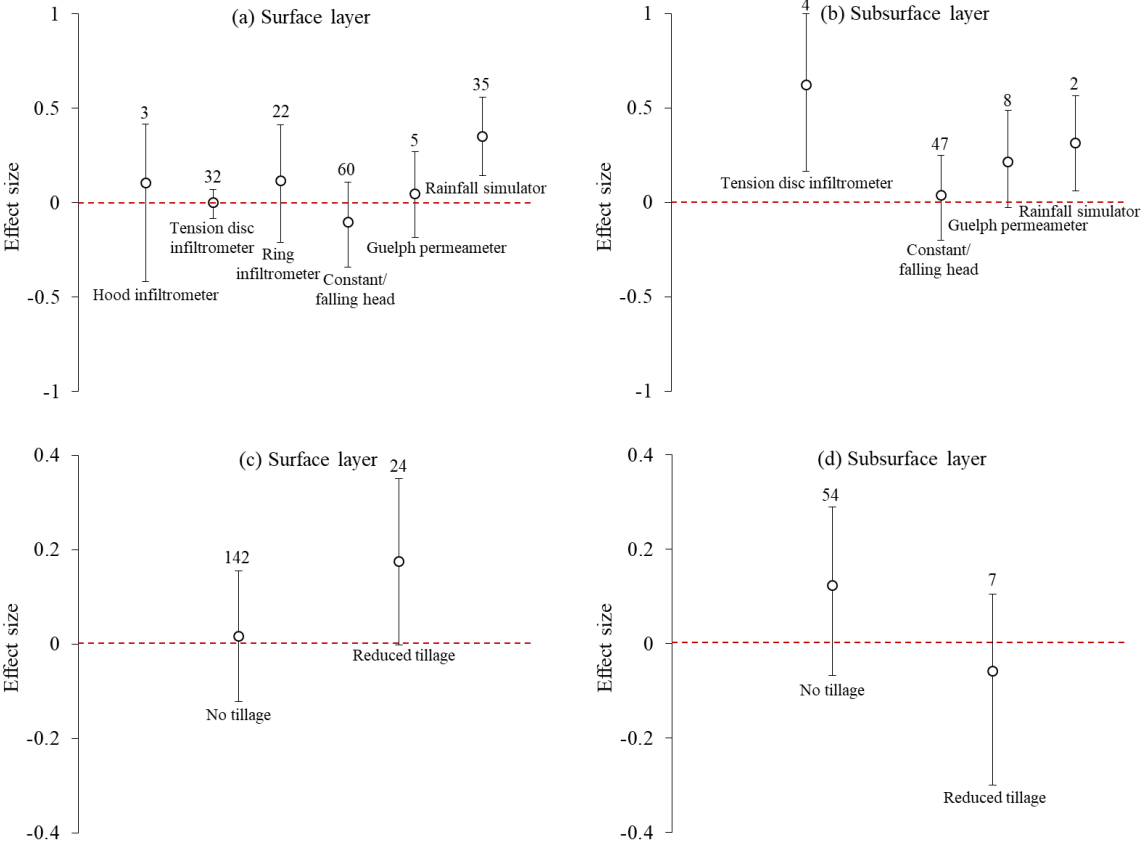 (a) Surface layer
1
0.5
0
-0.5
-1
Effect size
3
32
22
60
5
35
Hood infiltrometer
Tension disc
infiltrometer
Ring
infiltrometer
Constant/
falling head
Guelph permeameter
Rainfall simulator
(b) Subsurface layer
1
0.5
0
-0.5
-1
Effect size
4
47
8
2
Tension disc infiltrometer
Constant/
falling head
Guelph permeameter
Rainfall simulator
(c) Surface layer
0.4
0.2
0
-0.2
-0.4
Effect size
142
24
No tillage
Reduced tillage
(d) Subsurface layer
0.4
0.2
0
-0.2
-0.4
Effect size
54
7
No tillage
Reduced tillage